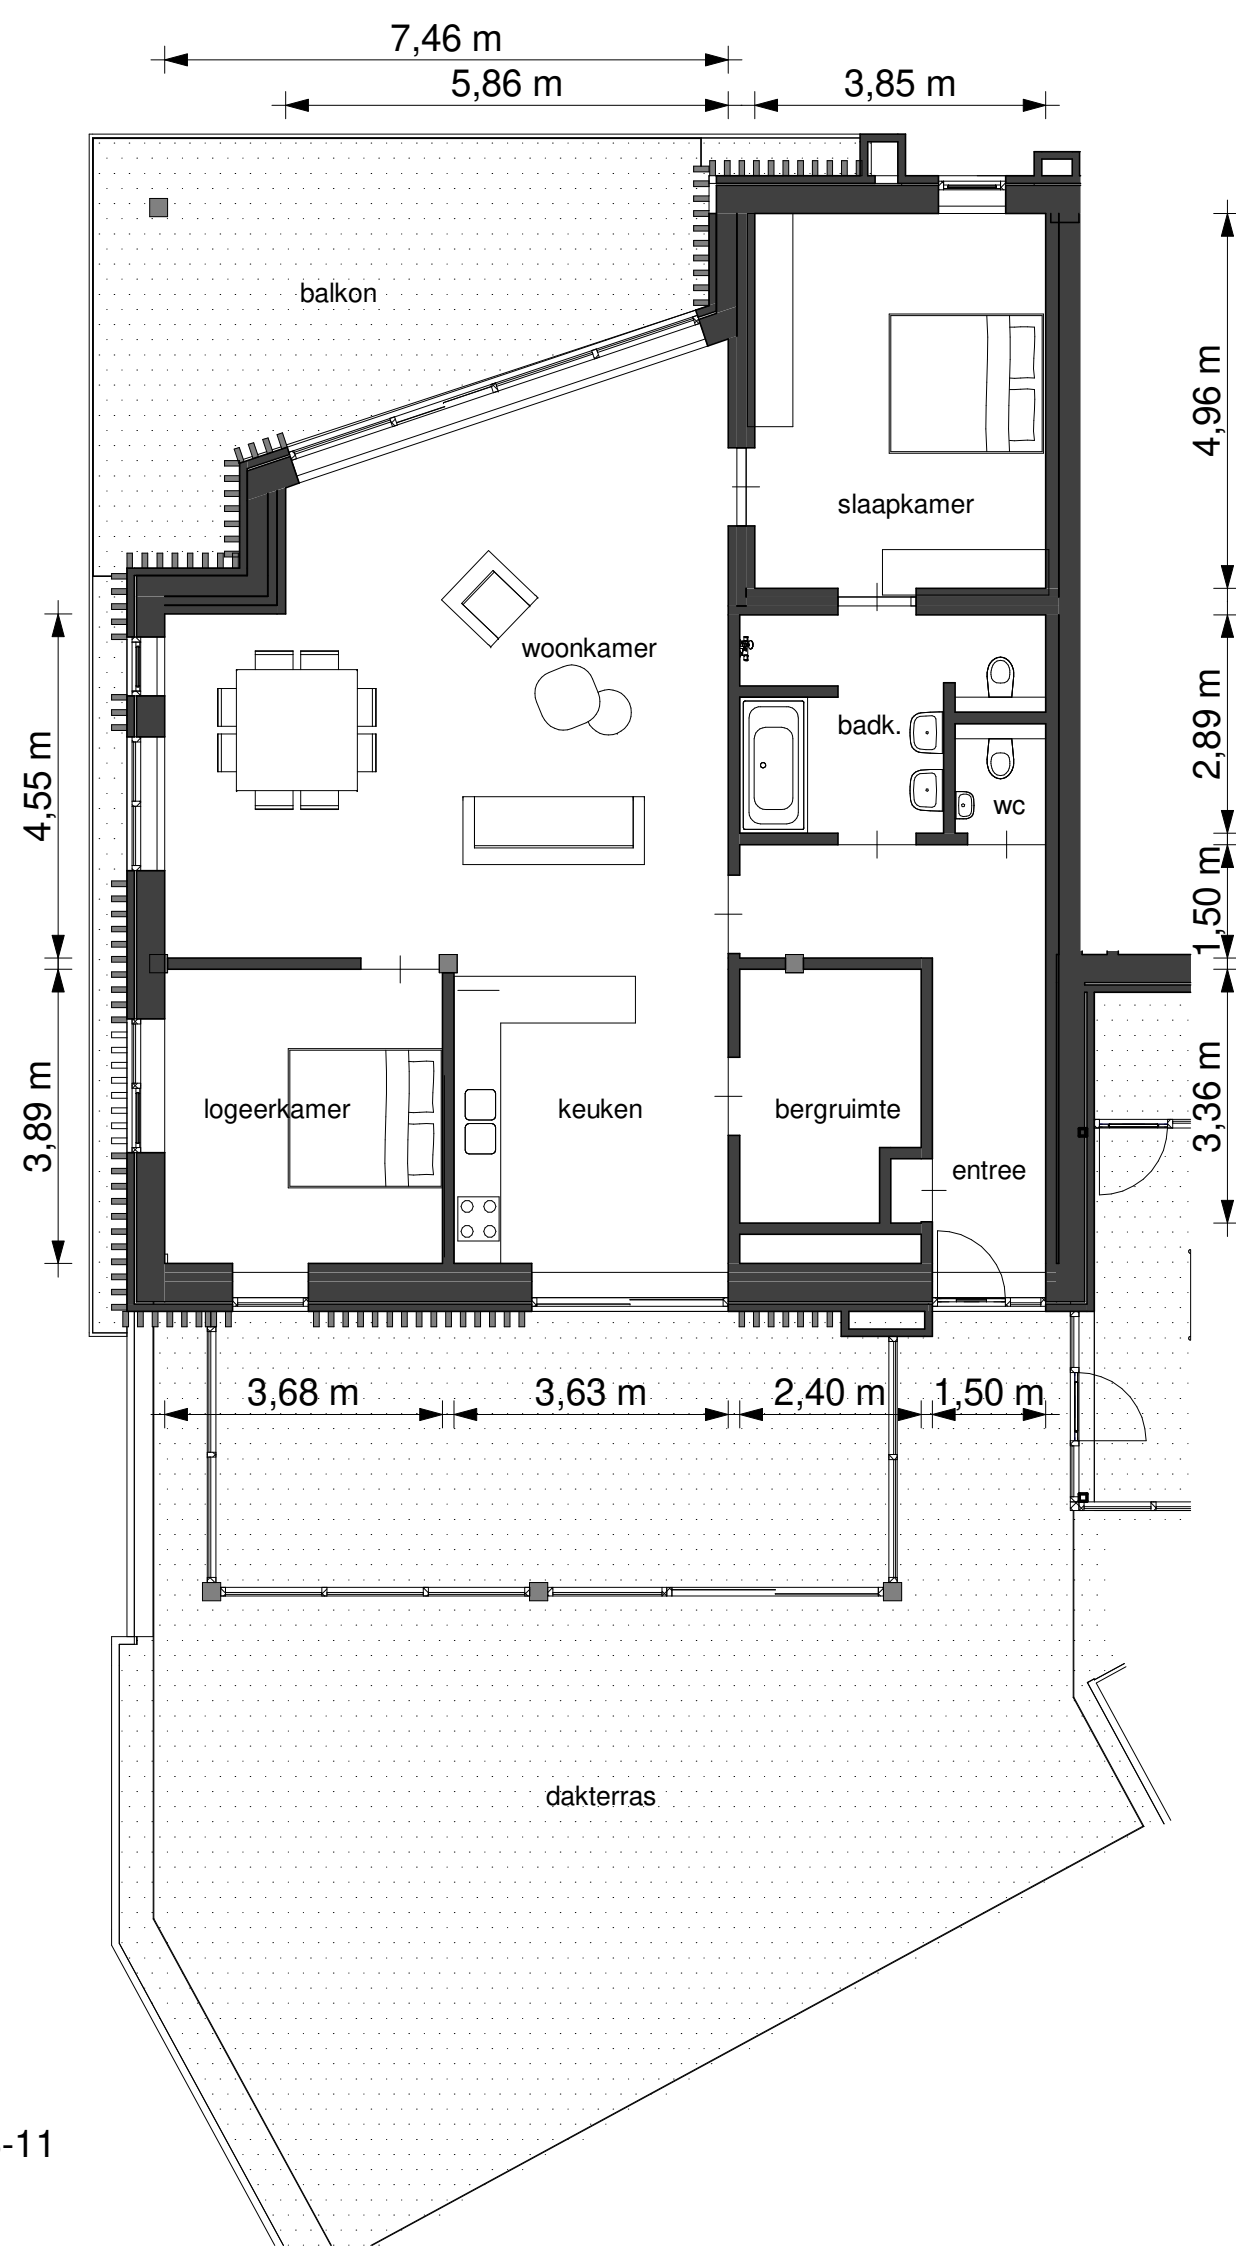 7,46 m
5,86 m
3,85 m
balkon
4,96 m
slaapkamer
woonkamer
2,89 m
badk.
4,55 m
wc
1,50 m
3,89 m
logeerkamer
keuken
bergruimte
3,36 m
entree
3,68 m
3,63 m
2,40 m
1,50 m
dakterras
-11